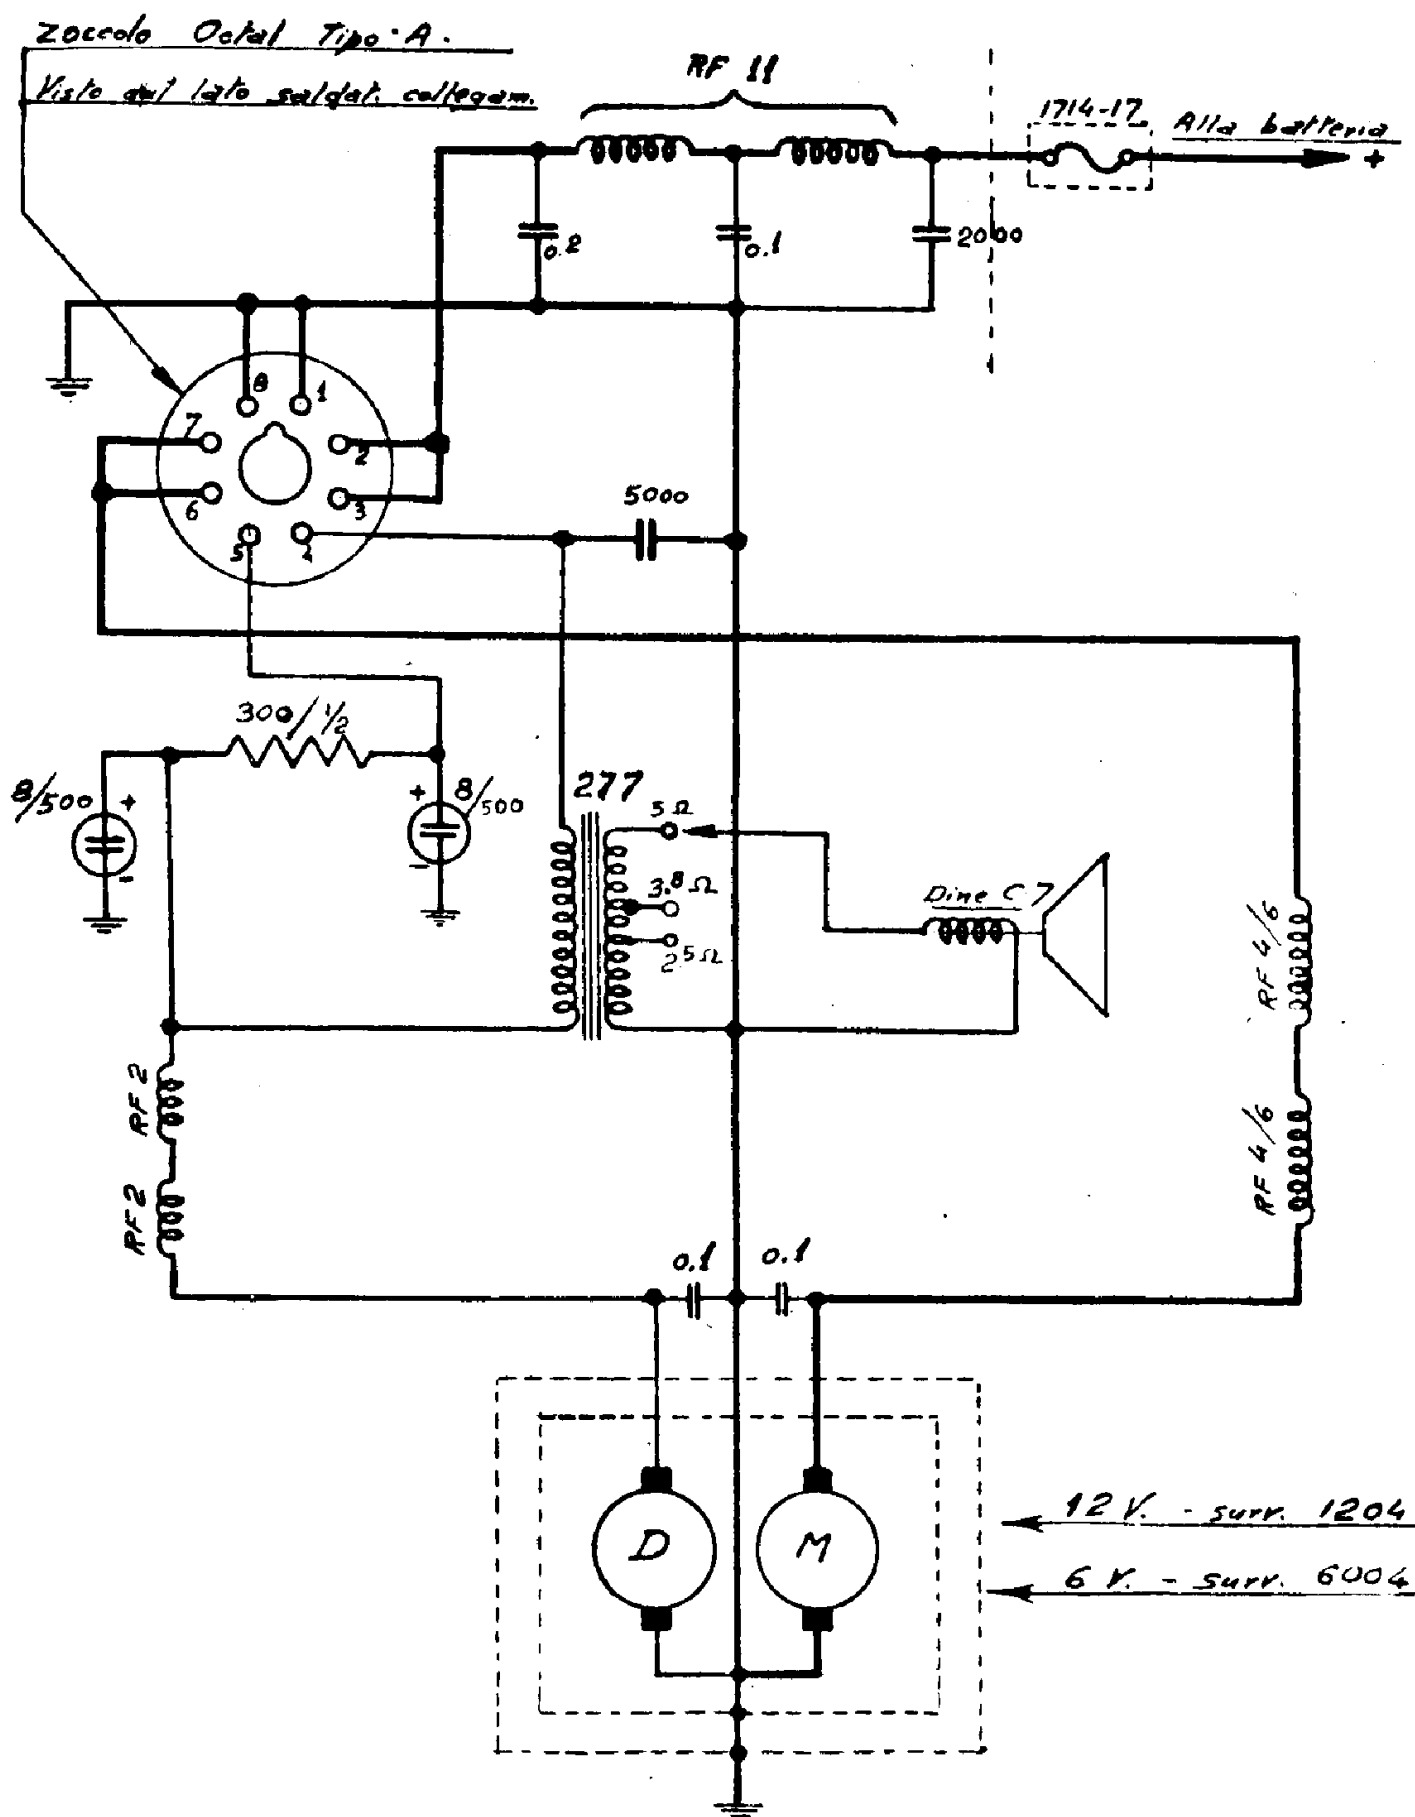 Zoccolo Octal Tipo A.
Visto dal lato saldat. collegam.
RF 11
1714-17
Alla batteria
+
0.2
0.1
2000
8
1
7
2
6
3
5
4
5000
300/½
8/500
+
-
+
8/500
-
277
5 Ω
3.8 Ω
2.5 Ω
Dine C 7
RF 4/6
RF 4/6
RF 2
RF 2
0.1
0.1
D
M
12 V. - surv. 1204
6 V. - surv. 6004